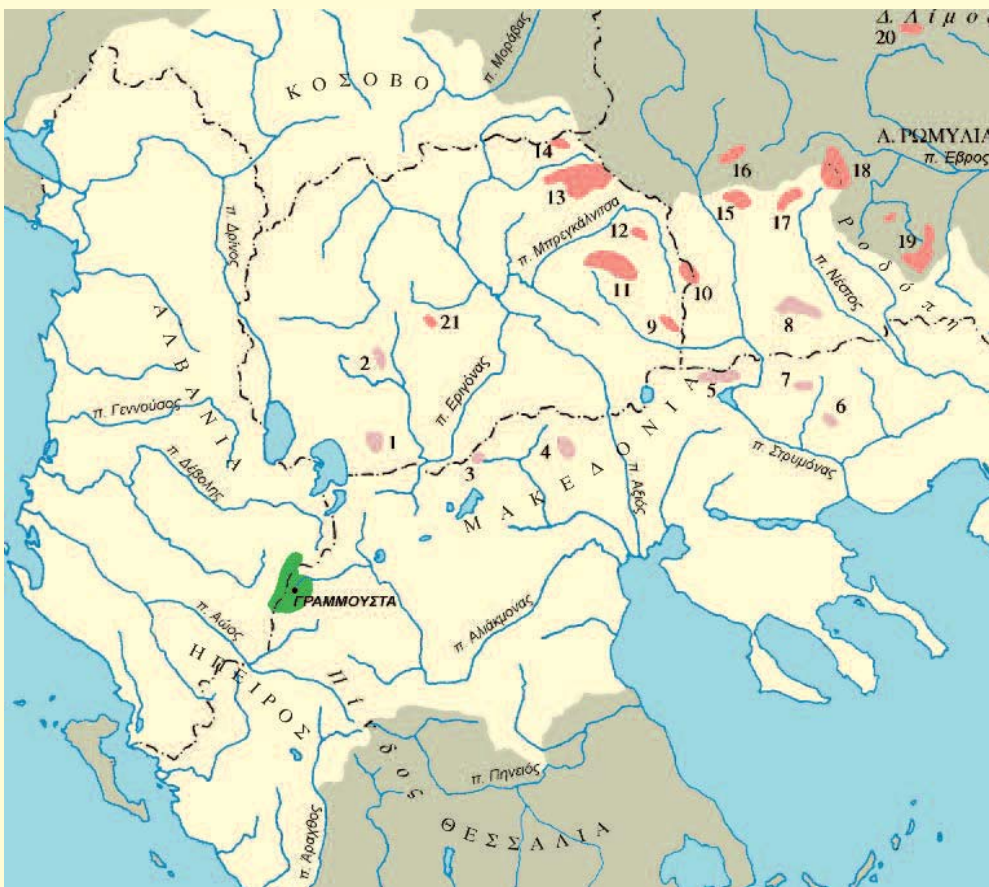 Δ. Λίμο
20
π. Μοράβας
ΚΟΣΟΒΟ
Α. ΡΩΜΥΛΙΑ
π. Έβρος
14
16
18
13
15
17
π. Δρίνος
π. Μπρεγκάλνιτσα
12
Ροδόπη
19
11
10
π. Νέστος
21
9
8
ΑΛΒΑΝΙΑ
2
π. Εριγόνας
5
7
π. Γεννούσος
6
1
3
4
π. Δέβολης
π. Στρυμόνας
ΜΑΚΕΔΟΝΙΑ
π. Αξιός
ΓΡΑΜΜΟΥΣΤΑ
π. Αώος
π. Αλιάκμονας
ΗΠΕΙΡΟΣ
Πίνδος
π. Πηνειός
ΘΕΣΣΑΛΙΑ
π. Άραχθος